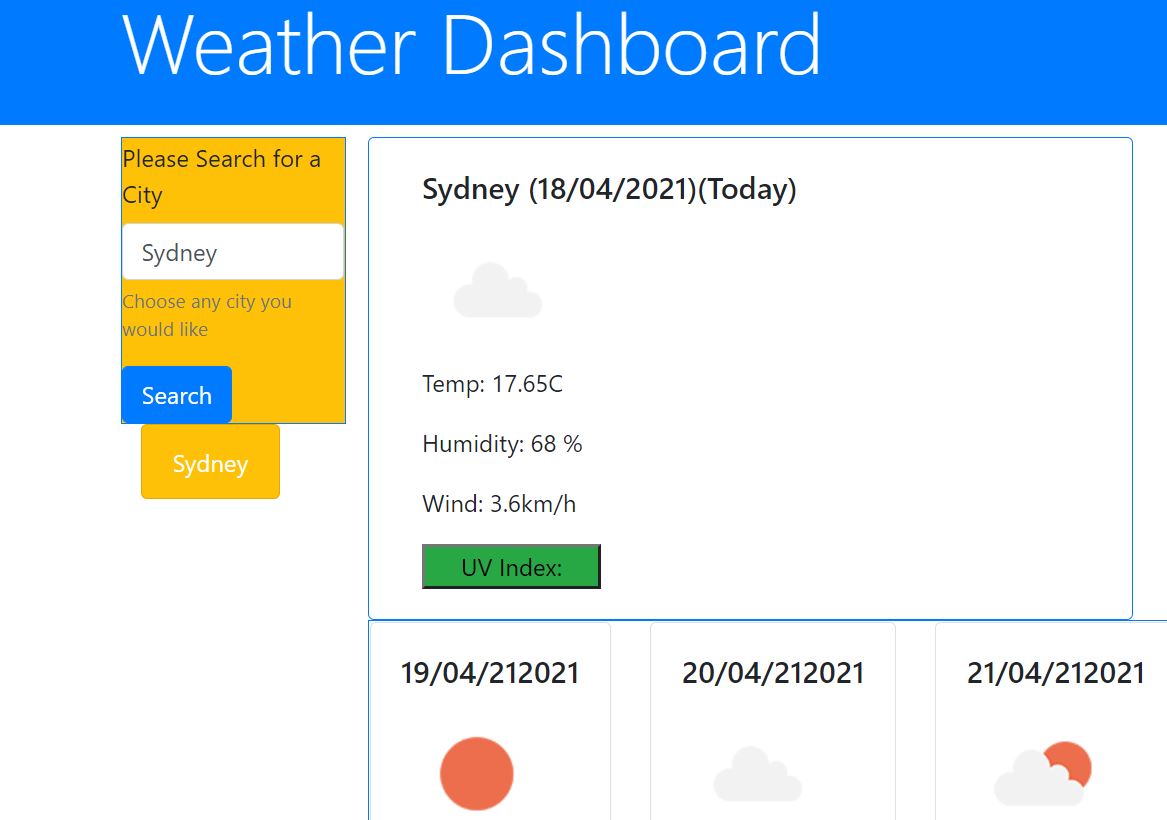 Weather Dashboard
Please Search for a
City
Sydney
Choose any city you
would like
Search
Sydney
Sydney (18/04/2021)(Today)
Temp: 17.65C
Humidity: 68 %
Wind: 3.6km/h
UV Index:
19/04/212021
20/04/212021
21/04/212021